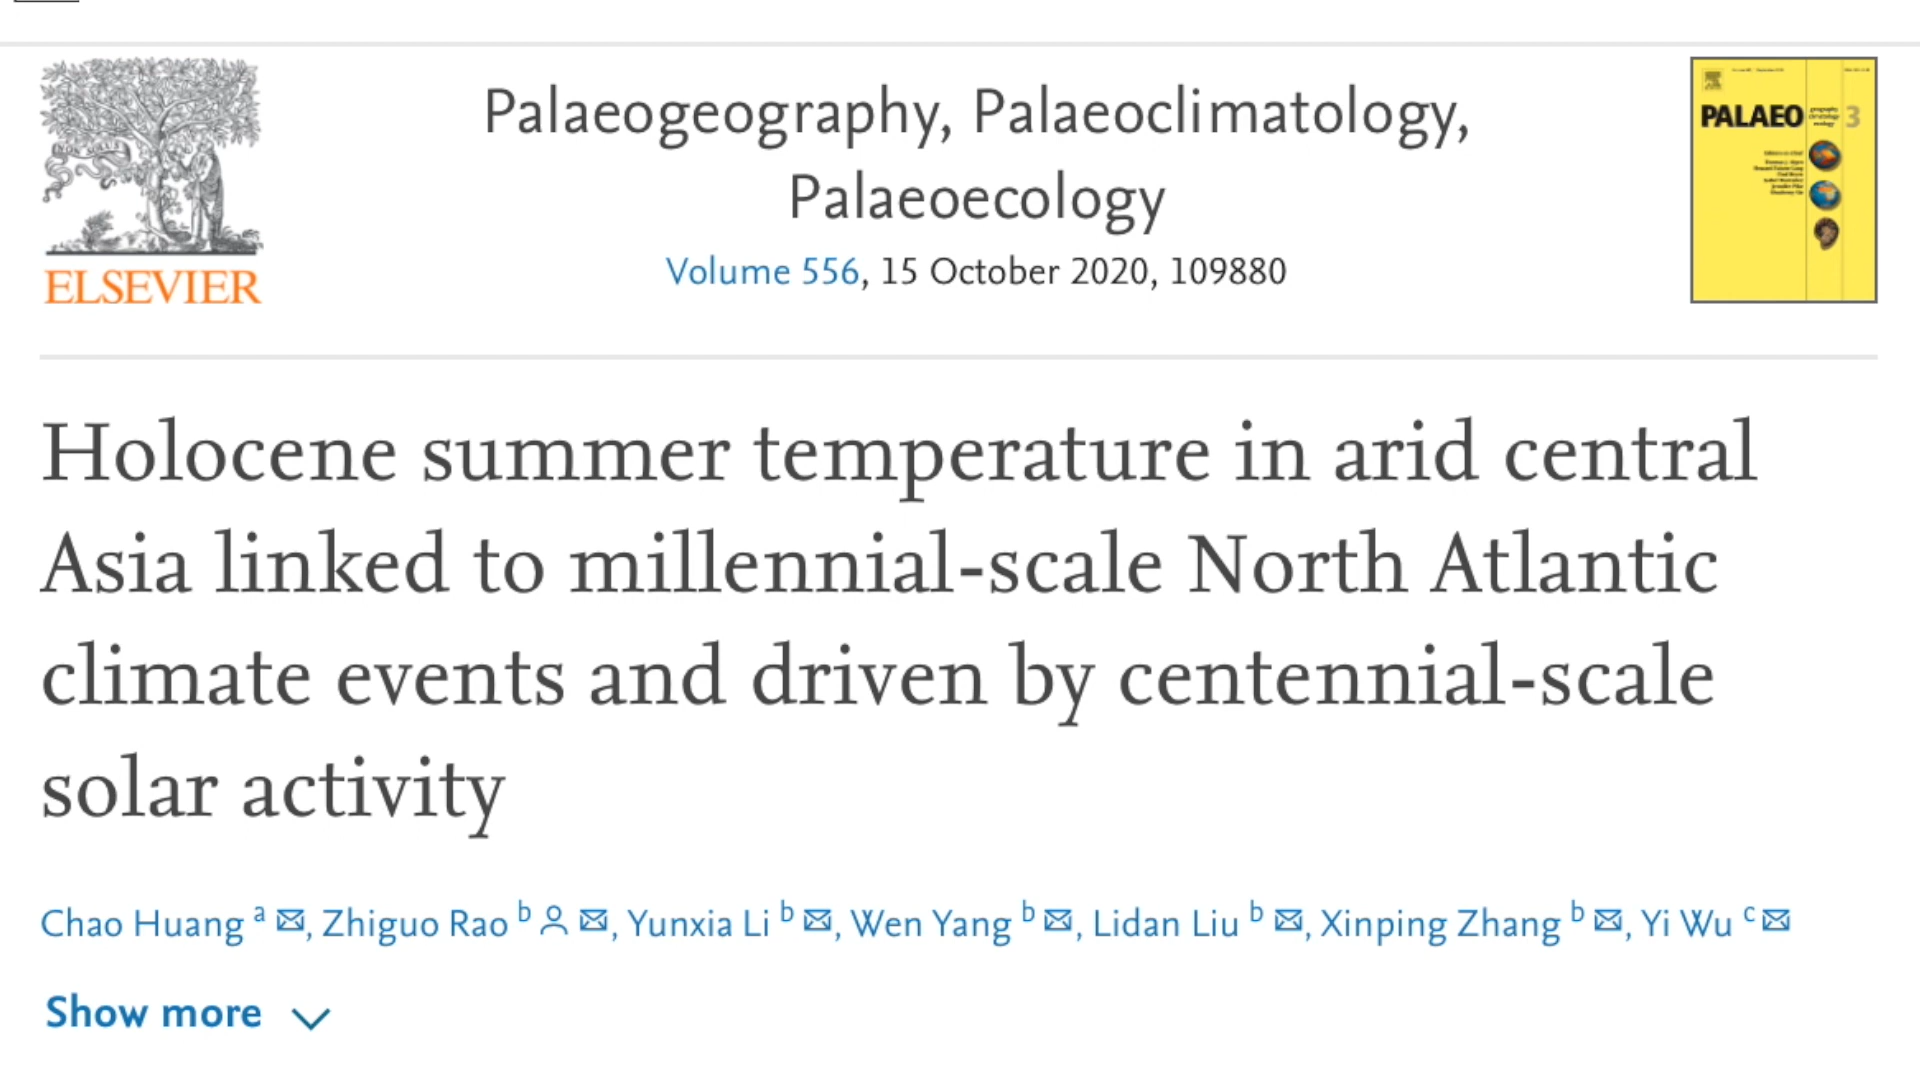 Palaeogeography, Palaeoclimatology,
Palaeoecology
Volume 556, 15 October 2020, 109880
NON SOLUS
ELSEVIER
PALAEO 3
Holocene summer temperature in arid central
Asia linked to millennial-scale North Atlantic
climate events and driven by centennial-scale
solar activity
Chao Huang a, Zhiguo Rao b, Yunxia Li b, Wen Yang b, Lidan Liu b, Xinping Zhang b, Yi Wu c
Show more